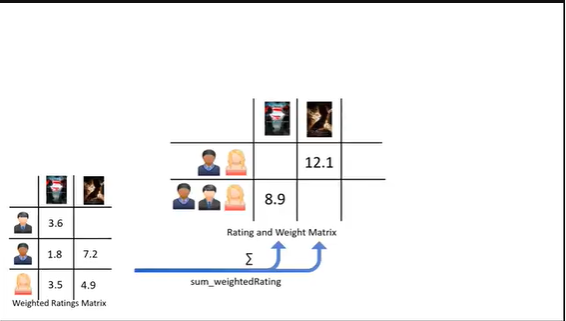 12.1
8.9
Rating and Weight Matrix
∑
sum_weightedRating
3.6
1.8 7.2
3.5 4.9
Weighted Ratings Matrix